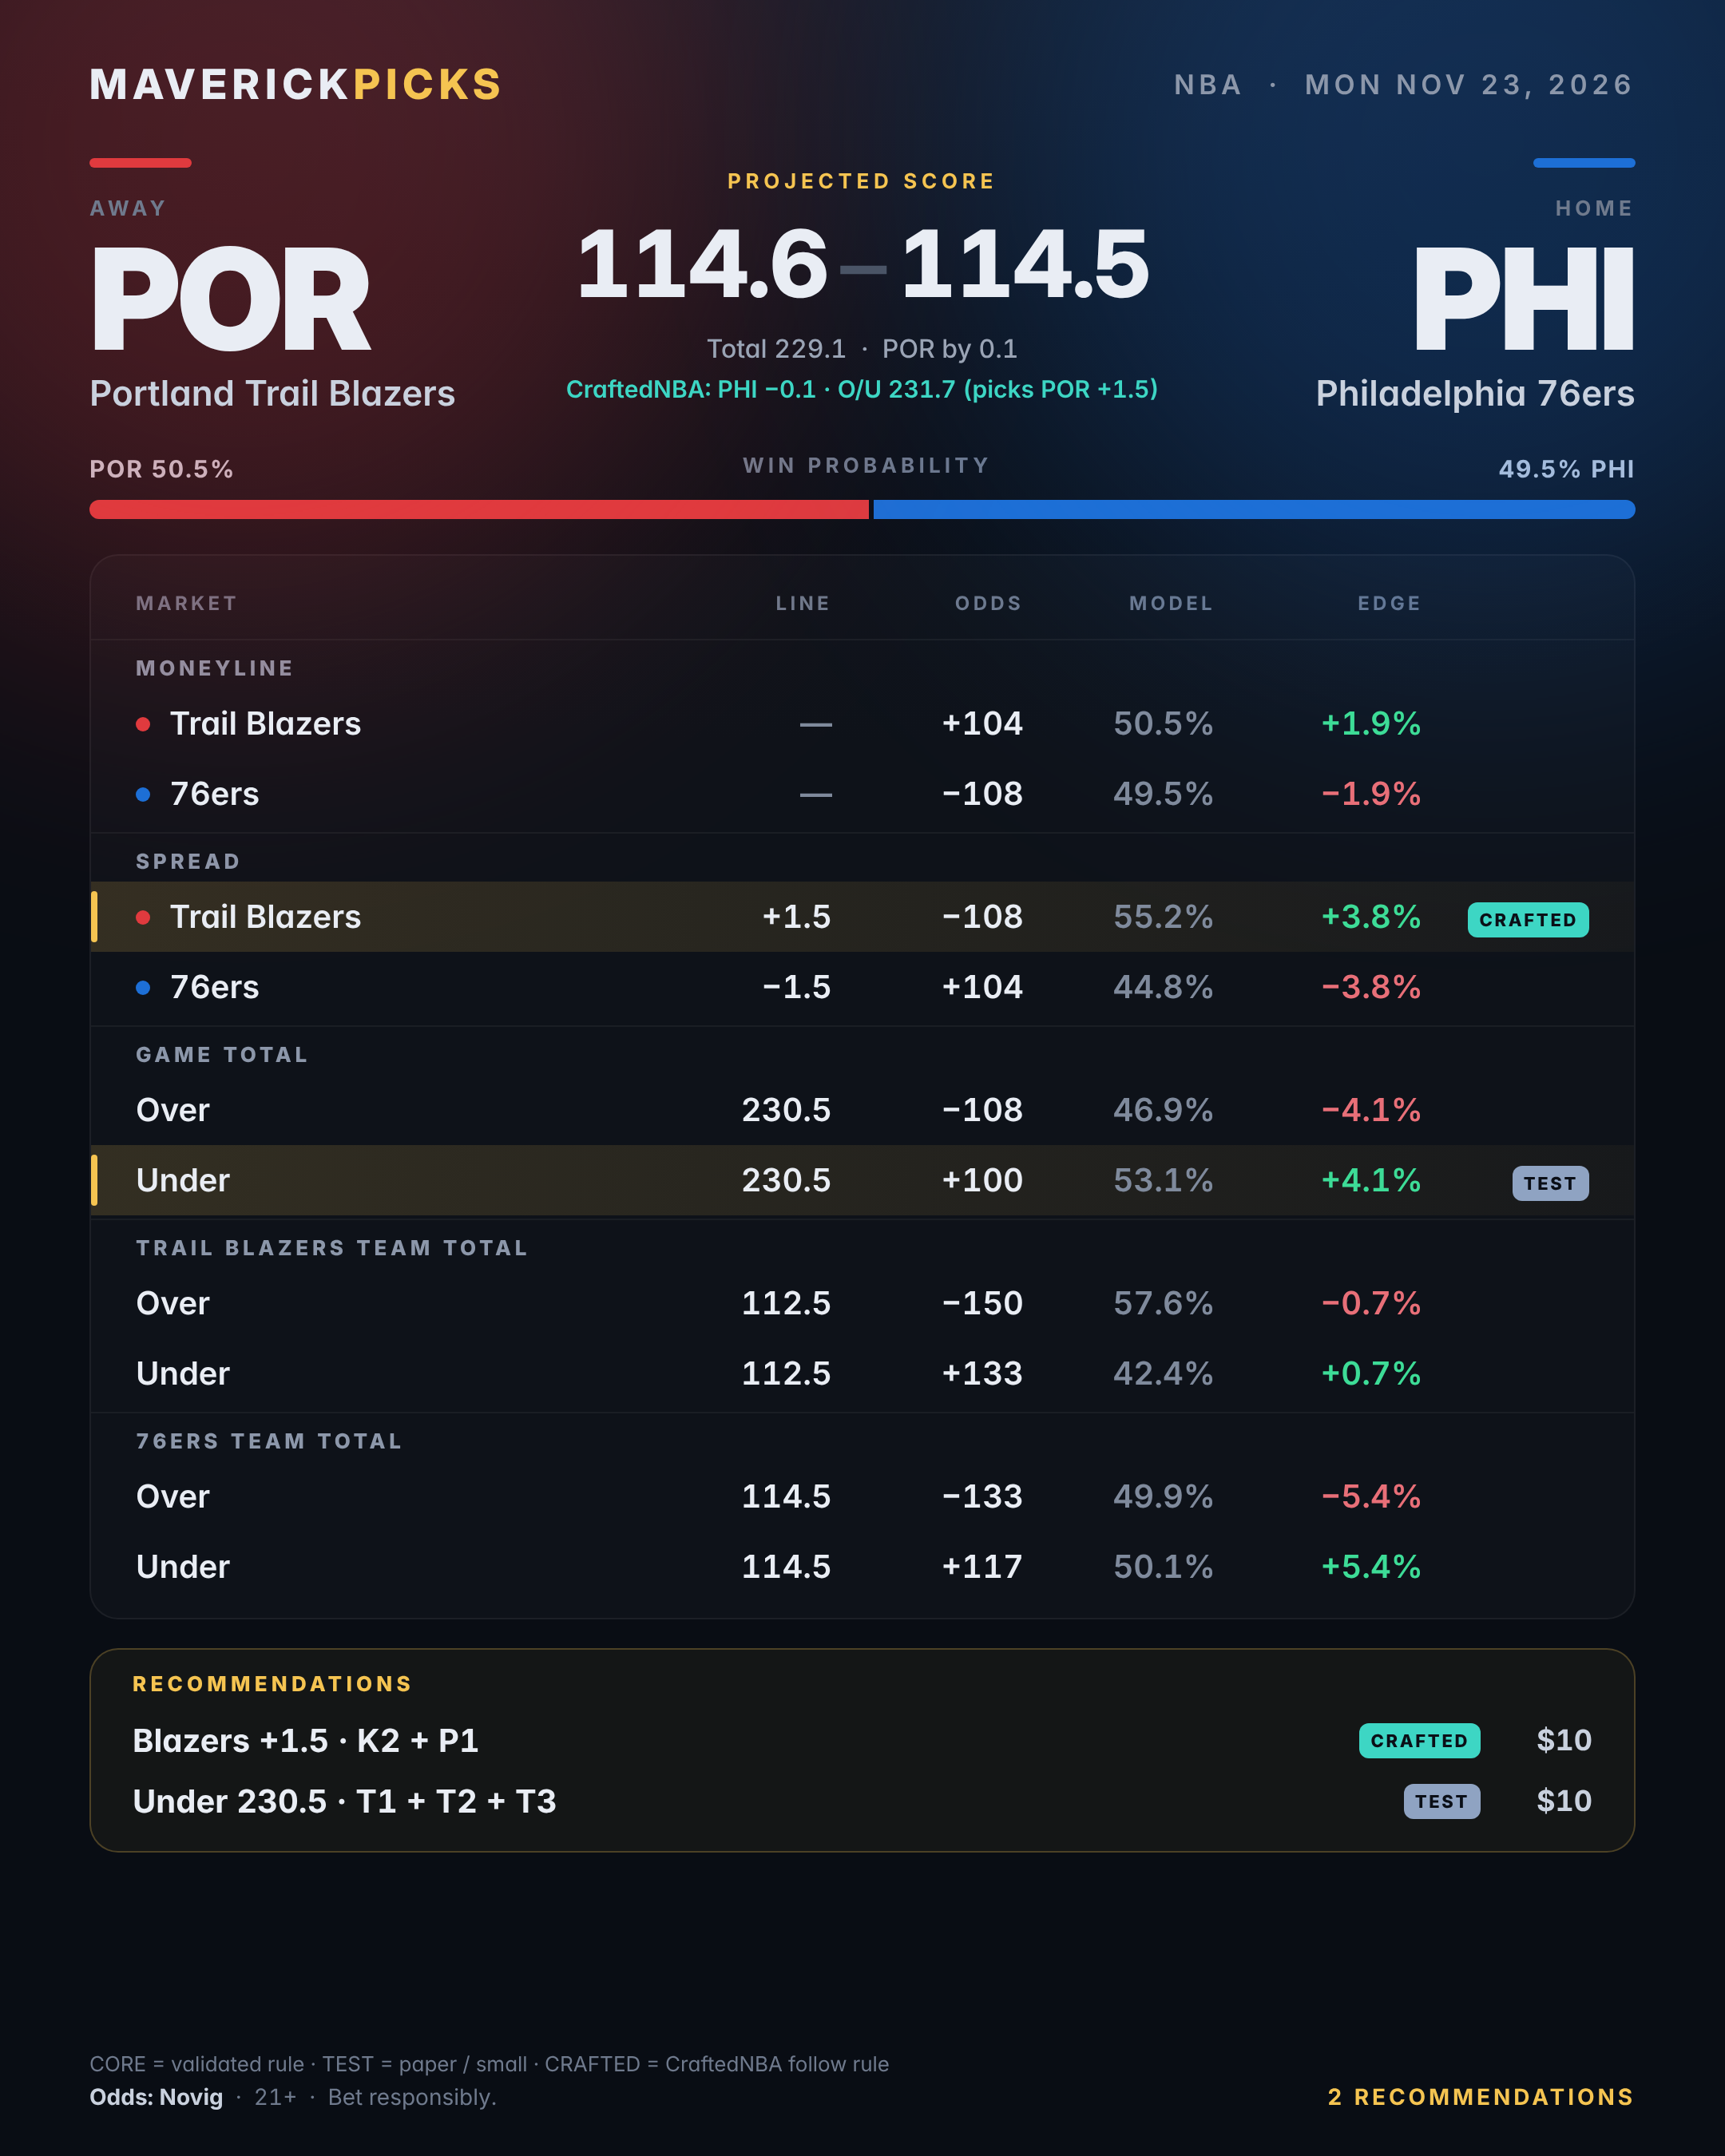 MAVERICKPICKS
NBA · MON NOV 23, 2026
AWAY
POR
Portland Trail Blazers
PROJECTED SCORE
114.6–114.5
Total 229.1 · POR by 0.1
CraftedNBA: PHI −0.1 · O/U 231.7 (picks POR +1.5)
HOME
PHI
Philadelphia 76ers
POR 50.5% WIN PROBABILITY 49.5% PHI
MARKET LINE ODDS MODEL EDGE
MONEYLINE
Trail Blazers — +104 50.5% +1.9%
76ers — −108 49.5% −1.9%
SPREAD
Trail Blazers +1.5 −108 55.2% +3.8% CRAFTED
76ers −1.5 +104 44.8% −3.8%
GAME TOTAL
Over 230.5 −108 46.9% −4.1%
Under 230.5 +100 53.1% +4.1% TEST
TRAIL BLAZERS TEAM TOTAL
Over 112.5 −150 57.6% −0.7%
Under 112.5 +133 42.4% +0.7%
76ERS TEAM TOTAL
Over 114.5 −133 49.9% −5.4%
Under 114.5 +117 50.1% +5.4%
RECOMMENDATIONS
Blazers +1.5 · K2 + P1 CRAFTED $10
Under 230.5 · T1 + T2 + T3 TEST $10
CORE = validated rule · TEST = paper / small · CRAFTED = CraftedNBA follow rule
Odds: Novig · 21+ · Bet responsibly.
2 RECOMMENDATIONS